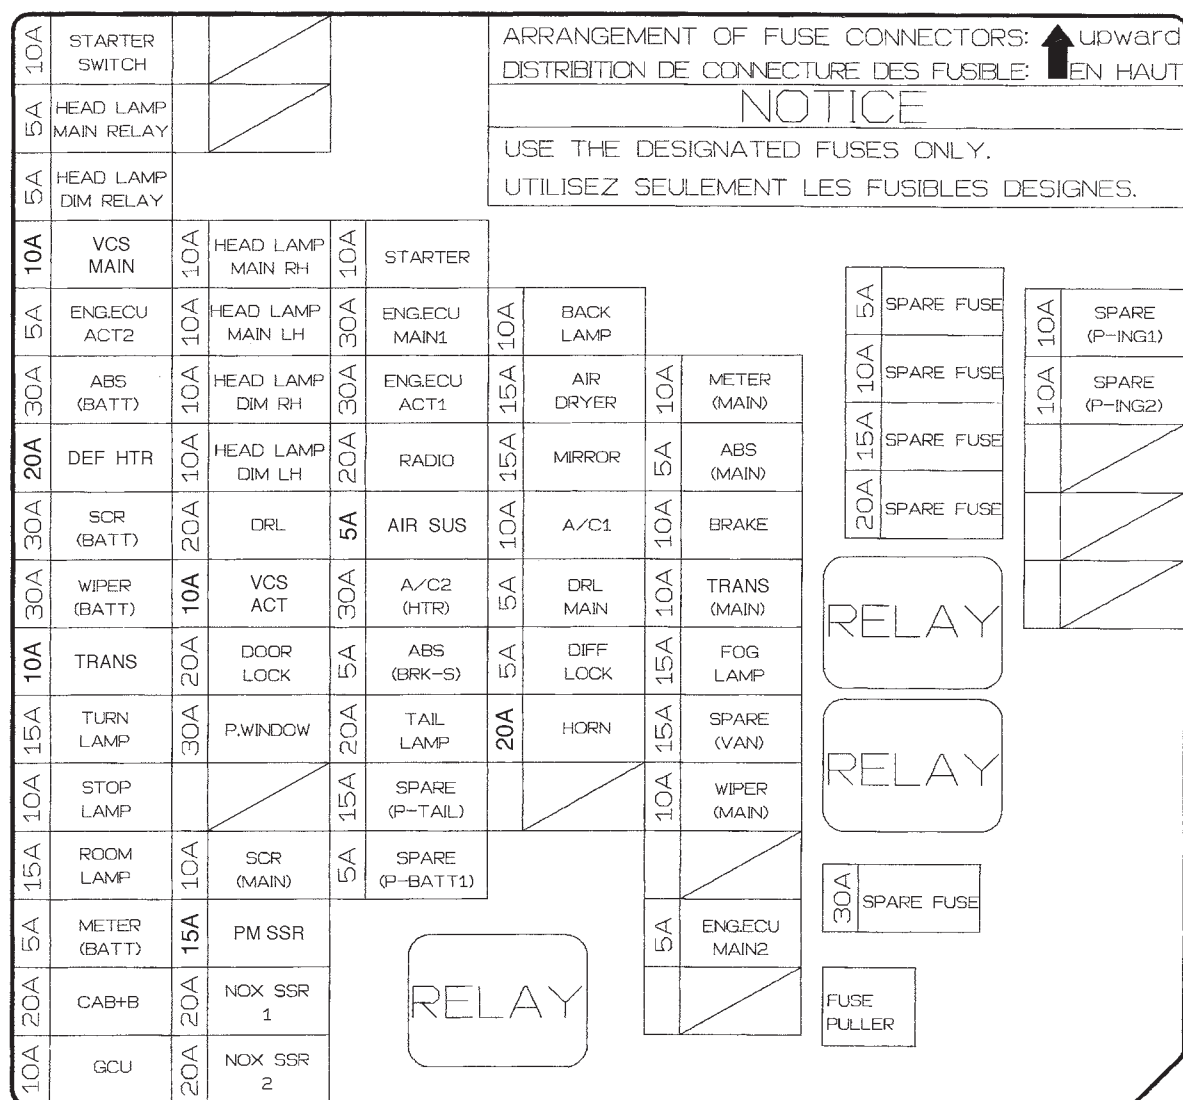 ARRANGEMENT OF FUSE CONNECTORS: upward
DISTRIBITION DE CONNECTURE DES FUSIBLE: EN HAUT
NOTICE
USE THE DESIGNATED FUSES ONLY.
UTILISEZ SEULEMENT LES FUSIBLES DESIGNES.
10A STARTER
SWITCH
5A HEAD LAMP
MAIN RELAY
5A HEAD LAMP
DIM RELAY
10A VCS
MAIN
5A ENG.ECU
ACT2
30A ABS
(BATT)
20A DEF HTR
30A SCR
(BATT)
30A WIPER
(BATT)
10A TRANS
15A TURN
LAMP
10A STOP
LAMP
15A ROOM
LAMP
5A METER
(BATT)
20A CAB+B
10A GCU
10A HEAD LAMP
MAIN RH
10A HEAD LAMP
MAIN LH
10A HEAD LAMP
DIM RH
10A HEAD LAMP
DIM LH
20A DRL
10A VCS
ACT
20A DOOR
LOCK
30A P.WINDOW
10A SCR
(MAIN)
15A PM SSR
20A NOX SSR
1
20A NOX SSR
2
10A STARTER
30A ENG.ECU
MAIN1
30A ENG.ECU
ACT1
20A RADIO
5A AIR SUS
30A A/C2
(HTR)
5A ABS
(BRK-S)
20A TAIL
LAMP
15A SPARE
(P-TAIL)
5A SPARE
(P-BATT1)
RELAY
10A BACK
LAMP
15A AIR
DRYER
15A MIRROR
10A A/C1
5A DRL
MAIN
5A DIFF
LOCK
20A HORN
10A METER
(MAIN)
5A ABS
(MAIN)
10A BRAKE
10A TRANS
(MAIN)
15A FOG
LAMP
15A SPARE
(VAN)
10A WIPER
(MAIN)
5A ENG.ECU
MAIN2
5A SPARE FUSE
10A SPARE FUSE
15A SPARE FUSE
20A SPARE FUSE
RELAY
RELAY
30A SPARE FUSE
FUSE
PULLER
10A SPARE
(P-ING1)
10A SPARE
(P-ING2)